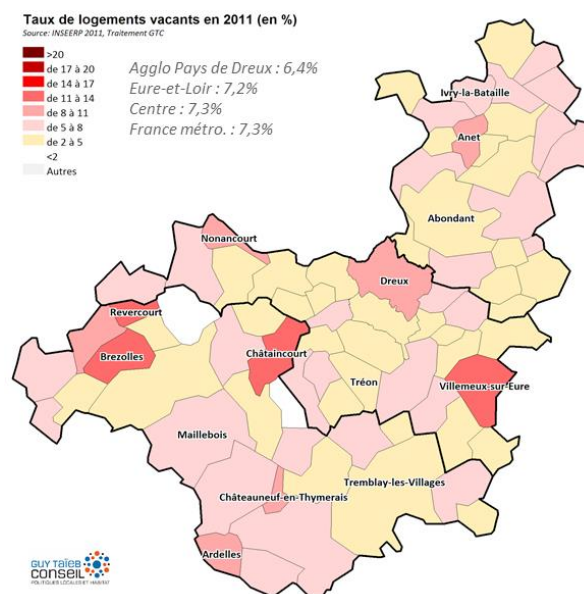 Taux de logements vacants en 2011 (en %)
Source: INSEERP 2011, Traitement GTC
>20
de 17 à 20
de 14 à 17
de 11 à 14
de 8 à 11
de 5 à 8
de 2 à 5
<2
Autres
Agglo Pays de Dreux : 6,4%
Eure-et-Loir : 7,2%
Centre : 7,3%
France métro. : 7,3%
Ivry-la-Bataille
Anet
Abondant
Nonancourt
Dreux
Revercourt
Brezolles
Châtaincourt
Tréon
Villemeux-sur-Eure
Maillebois
Tremblay-les-Villages
Châteauneuf-en-Thymerais
Ardelles
GUY TAÏEB
CONSEIL
POLITIQUES LOCALES ET HABITAT